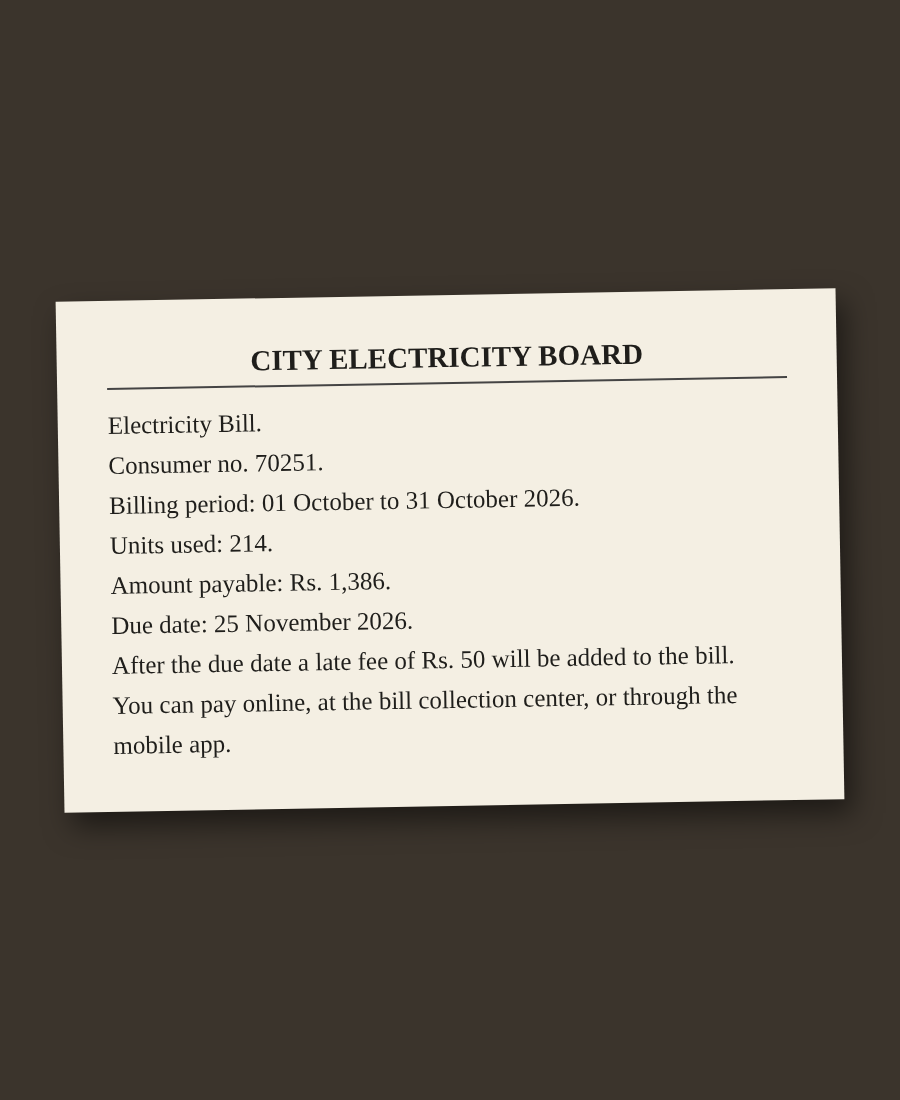 CITY ELECTRICITY BOARD
Electricity Bill.
Consumer no. 70251.
Billing period: 01 October to 31 October 2026.
Units used: 214.
Amount payable: Rs. 1,386.
Due date: 25 November 2026.
After the due date a late fee of Rs. 50 will be added to the bill.
You can pay online, at the bill collection center, or through the
mobile app.